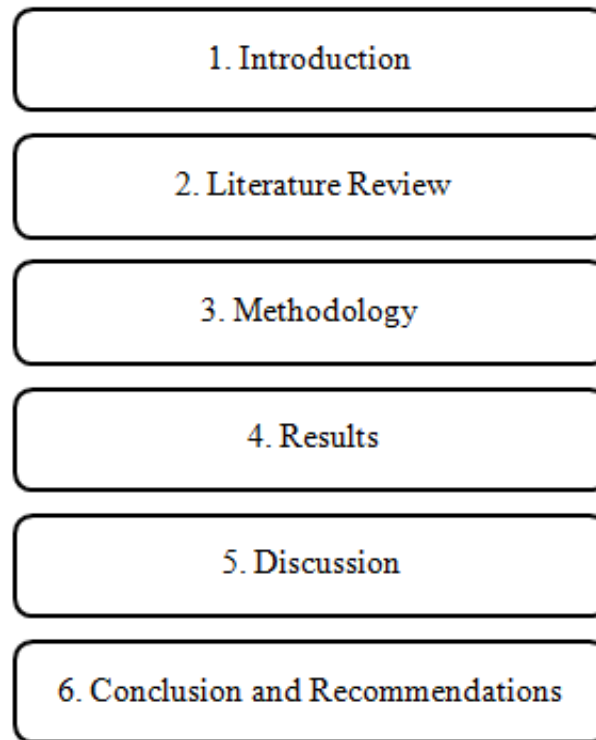 1. Introduction
2. Literature Review
3. Methodology
4. Results
5. Discussion
6. Conclusion and Recommendations